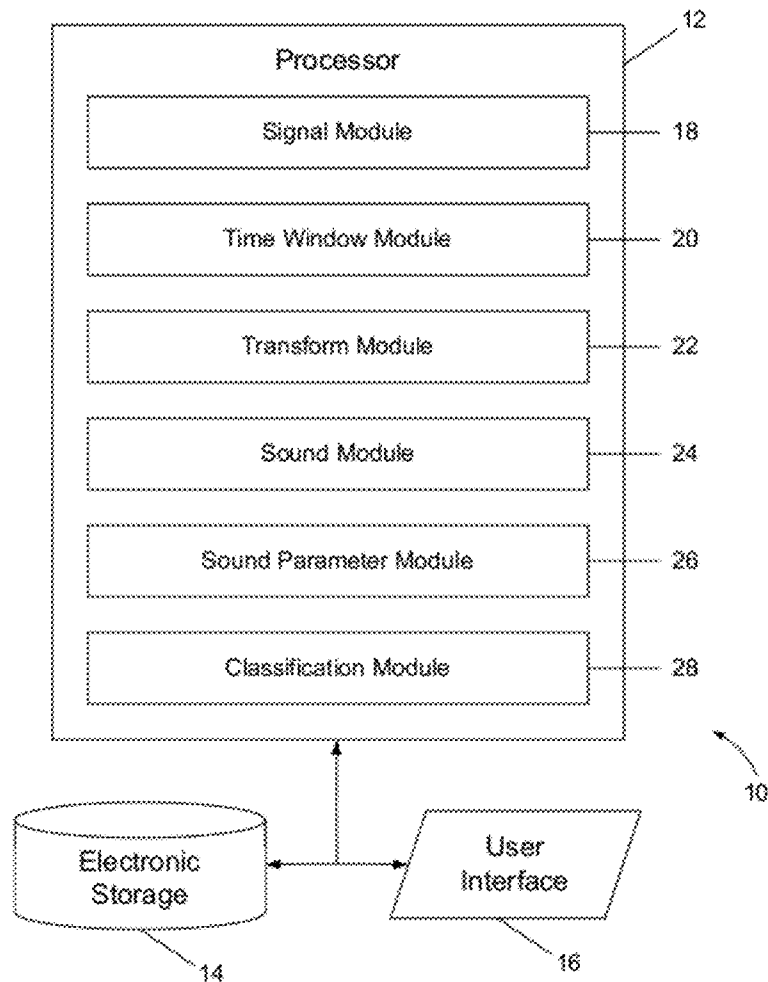 12
Processor
Signal Module
18
Time Window Module
20
Transform Module
22
Sound Module
24
Sound Parameter Module
26
Classification Module
28
10
Electronic
Storage
User
Interface
14
16